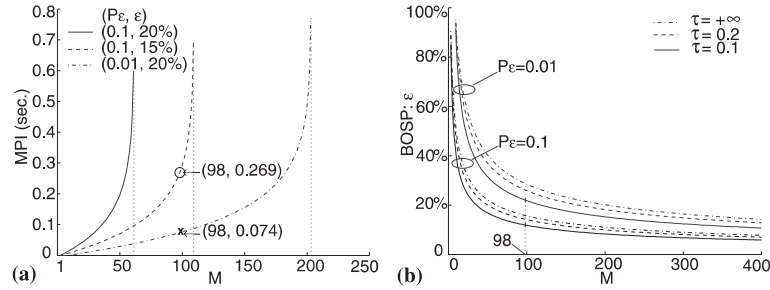 (Pε, ε)
(0.1, 20%)
(0.1, 15%)
(0.01, 20%)
0.8
0.7
0.6
0.5
0.4
0.3
0.2
0.1
0
MPI (sec.)
(98, 0.269)
(98, 0.074)
1
50
100
150
200
250
M
(a)
100%
80%
60%
40%
20%
BOSP: ε
τ = +∞
τ = 0.2
τ = 0.1
Pε=0.01
Pε=0.1
98
0
100
200
300
400
M
(b)